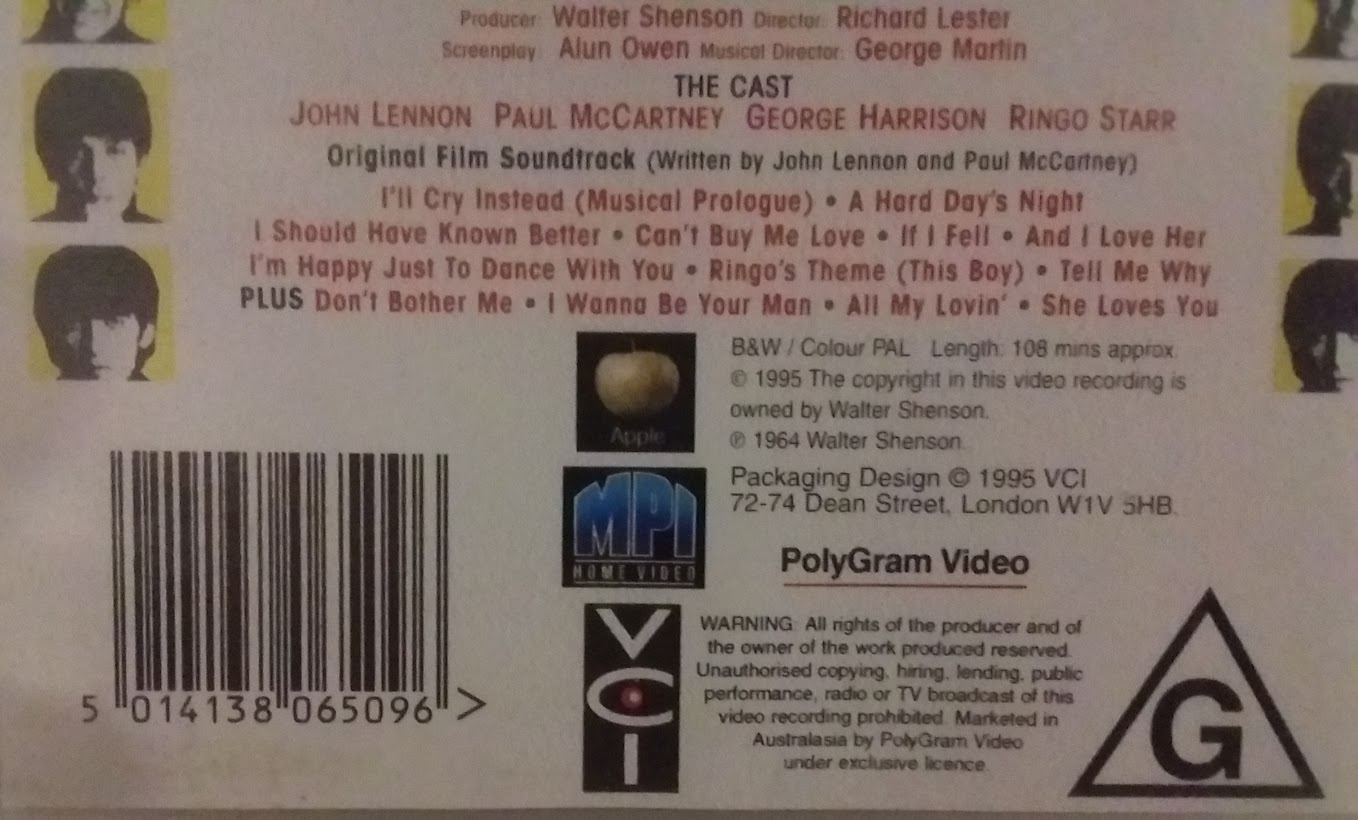 Producer: Walter Shenson Director: Richard Lester
Screenplay: Alun Owen Musical Director: George Martin
THE CAST
JOHN LENNON PAUL MCCARTNEY GEORGE HARRISON RINGO STARR
Original Film Soundtrack (Written by John Lennon and Paul McCartney)
I'll Cry Instead (Musical Prologue) • A Hard Day's Night
I Should Have Known Better • Can't Buy Me Love • If I Fell • And I Love Her
I'm Happy Just To Dance With You • Ringo's Theme (This Boy) • Tell Me Why
PLUS Don't Bother Me • I Wanna Be Your Man • All My Lovin' • She Loves You
Apple
B&W / Colour PAL Length: 108 mins approx.
© 1995 The copyright in this video recording is
owned by Walter Shenson.
℗ 1964 Walter Shenson.
MPI
HOME VIDEO
Packaging Design © 1995 VCI
72-74 Dean Street, London W1V 5HB.
PolyGram Video
VCI
WARNING: All rights of the producer and of
the owner of the work produced reserved.
Unauthorised copying, hiring, lending, public
performance, radio or TV broadcast of this
video recording prohibited. Marketed in
Australasia by PolyGram Video
under exclusive licence.
G
5 014138 065096 >